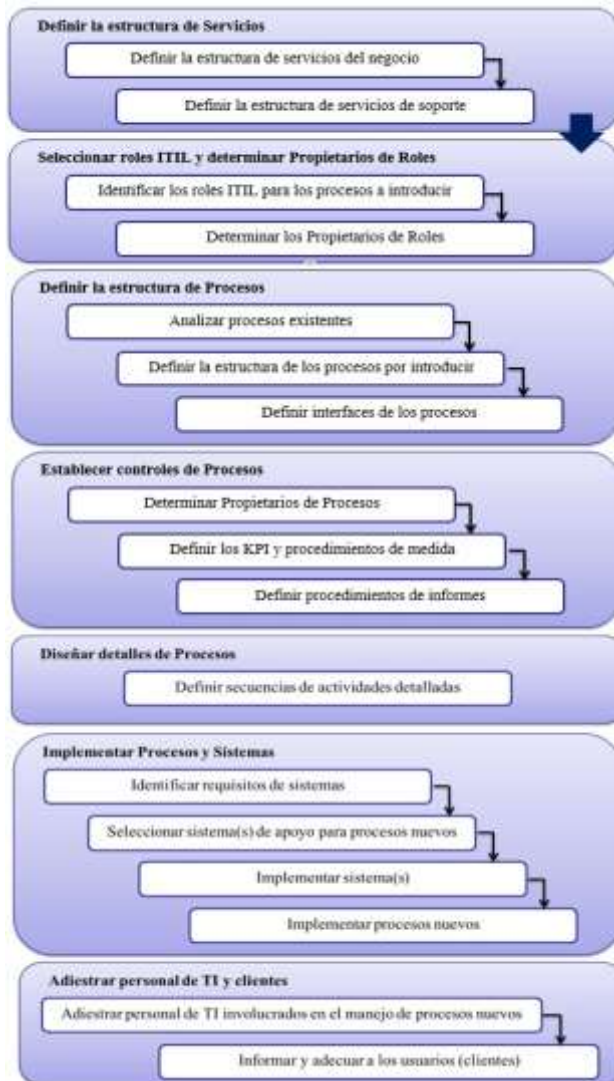 Definir la estructura de Servicios
Definir la estructura de servicios del negocio
Definir la estructura de servicios de soporte
Seleccionar roles ITIL y determinar Propietarios de Roles
Identificar los roles ITIL para los procesos a introducir
Determinar los Propietarios de Roles
Definir la estructura de Procesos
Analizar procesos existentes
Definir la estructura de los procesos por introducir
Definir interfaces de los procesos
Establecer controles de Procesos
Determinar Propietarios de Procesos
Definir los KPI y procedimientos de medida
Definir procedimientos de informes
Diseñar detalles de Procesos
Definir secuencias de actividades detalladas
Implementar Procesos y Sistemas
Identificar requisitos de sistemas
Seleccionar sistema(s) de apoyo para procesos nuevos
Implementar sistema(s)
Implementar procesos nuevos
Adiestrar personal de TI y clientes
Adiestrar personal de TI involucrados en el manejo de procesos nuevos
Informar y adecuar a los usuarios (clientes)